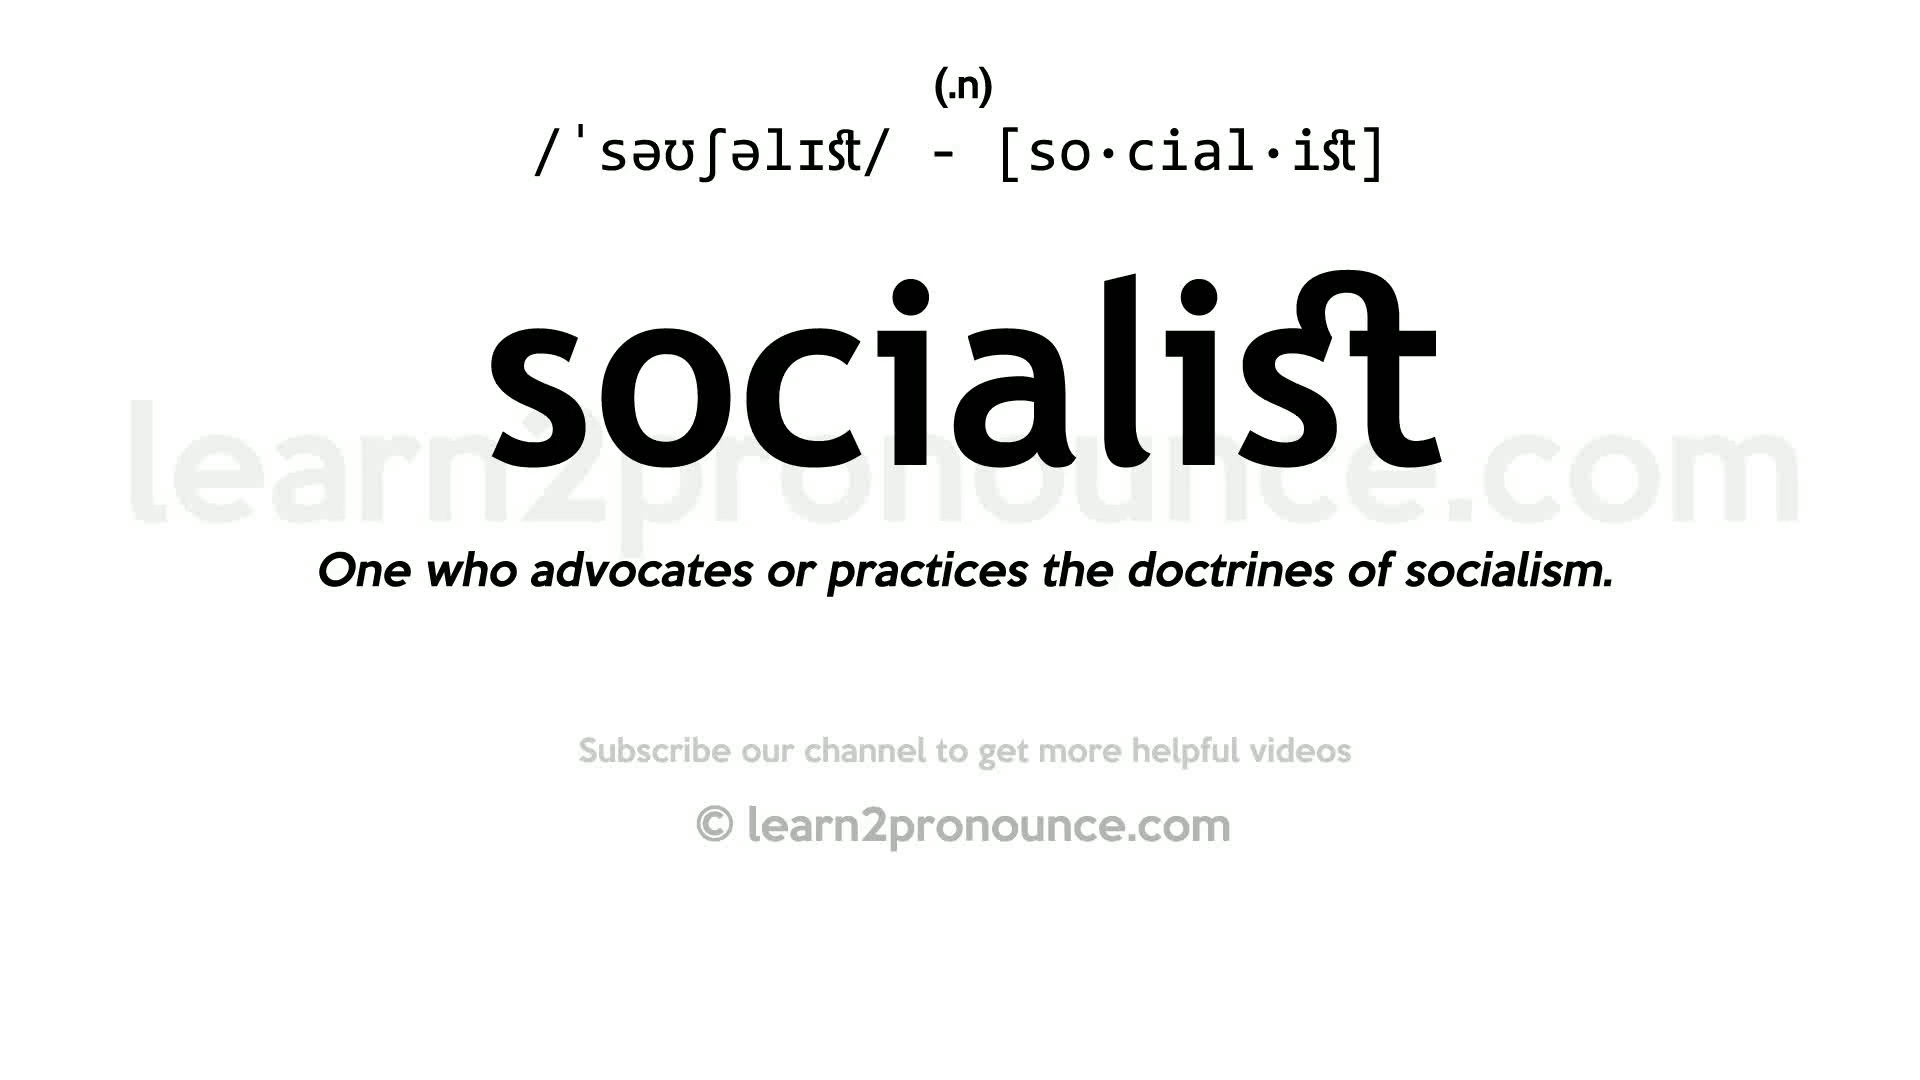 (.n)
/ˈsəʊʃəlɪst/ - [so·cial·ist]
socialist
learn2pronounce.com
One who advocates or practices the doctrines of socialism.
Subscribe our channel to get more helpful videos
© learn2pronounce.com